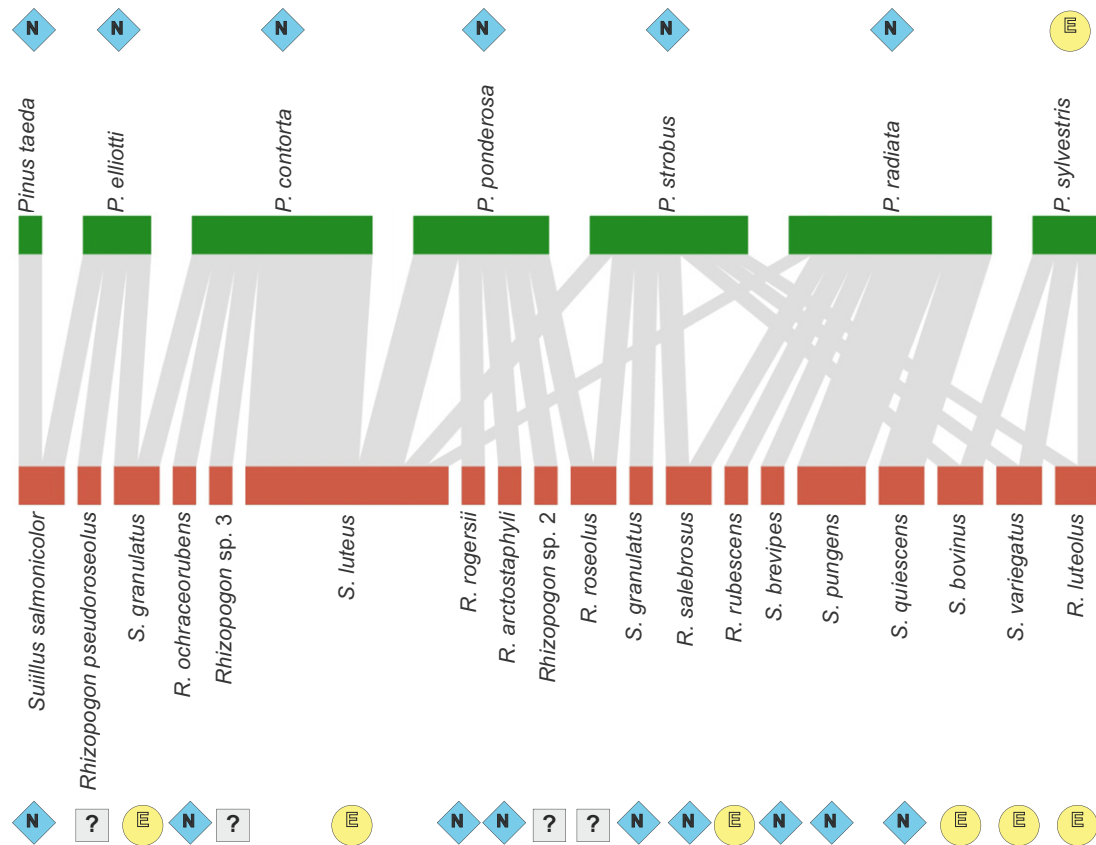 N N N N N N E
Pinus taeda
P. elliotti
P. contorta
P. ponderosa
P. strobus
P. radiata
P. sylvestris
Suiillus salmonicolor
Rhizopogon pseudoroseolus
S. granulatus
R. ochraceorubens
Rhizopogon sp. 3
S. luteus
R. rogersii
R. arctostaphyli
Rhizopogon sp. 2
R. roseolus
S. granulatus
R. salebrosus
R. rubescens
S. brevipes
S. pungens
S. quiescens
S. bovinus
S. variegatus
R. luteolus
N ? E N ? E N N ? ? N N E N N N E E E